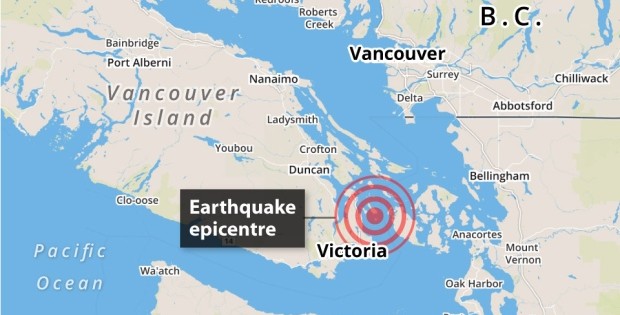 Roberts
Creek
B.C.
Bainbridge
Port Alberni
Vancouver
Surrey
Nanaimo
Chilliwack
Vancouver
Island
Delta
Abbotsford
Ladysmith
Youbou
Crofton
Duncan
Bellingham
Clo-oose
Earthquake
epicentre
14
Anacortes
Victoria
Pacific
Ocean
Mount
Vernon
Wa'atch
Oak Harbor